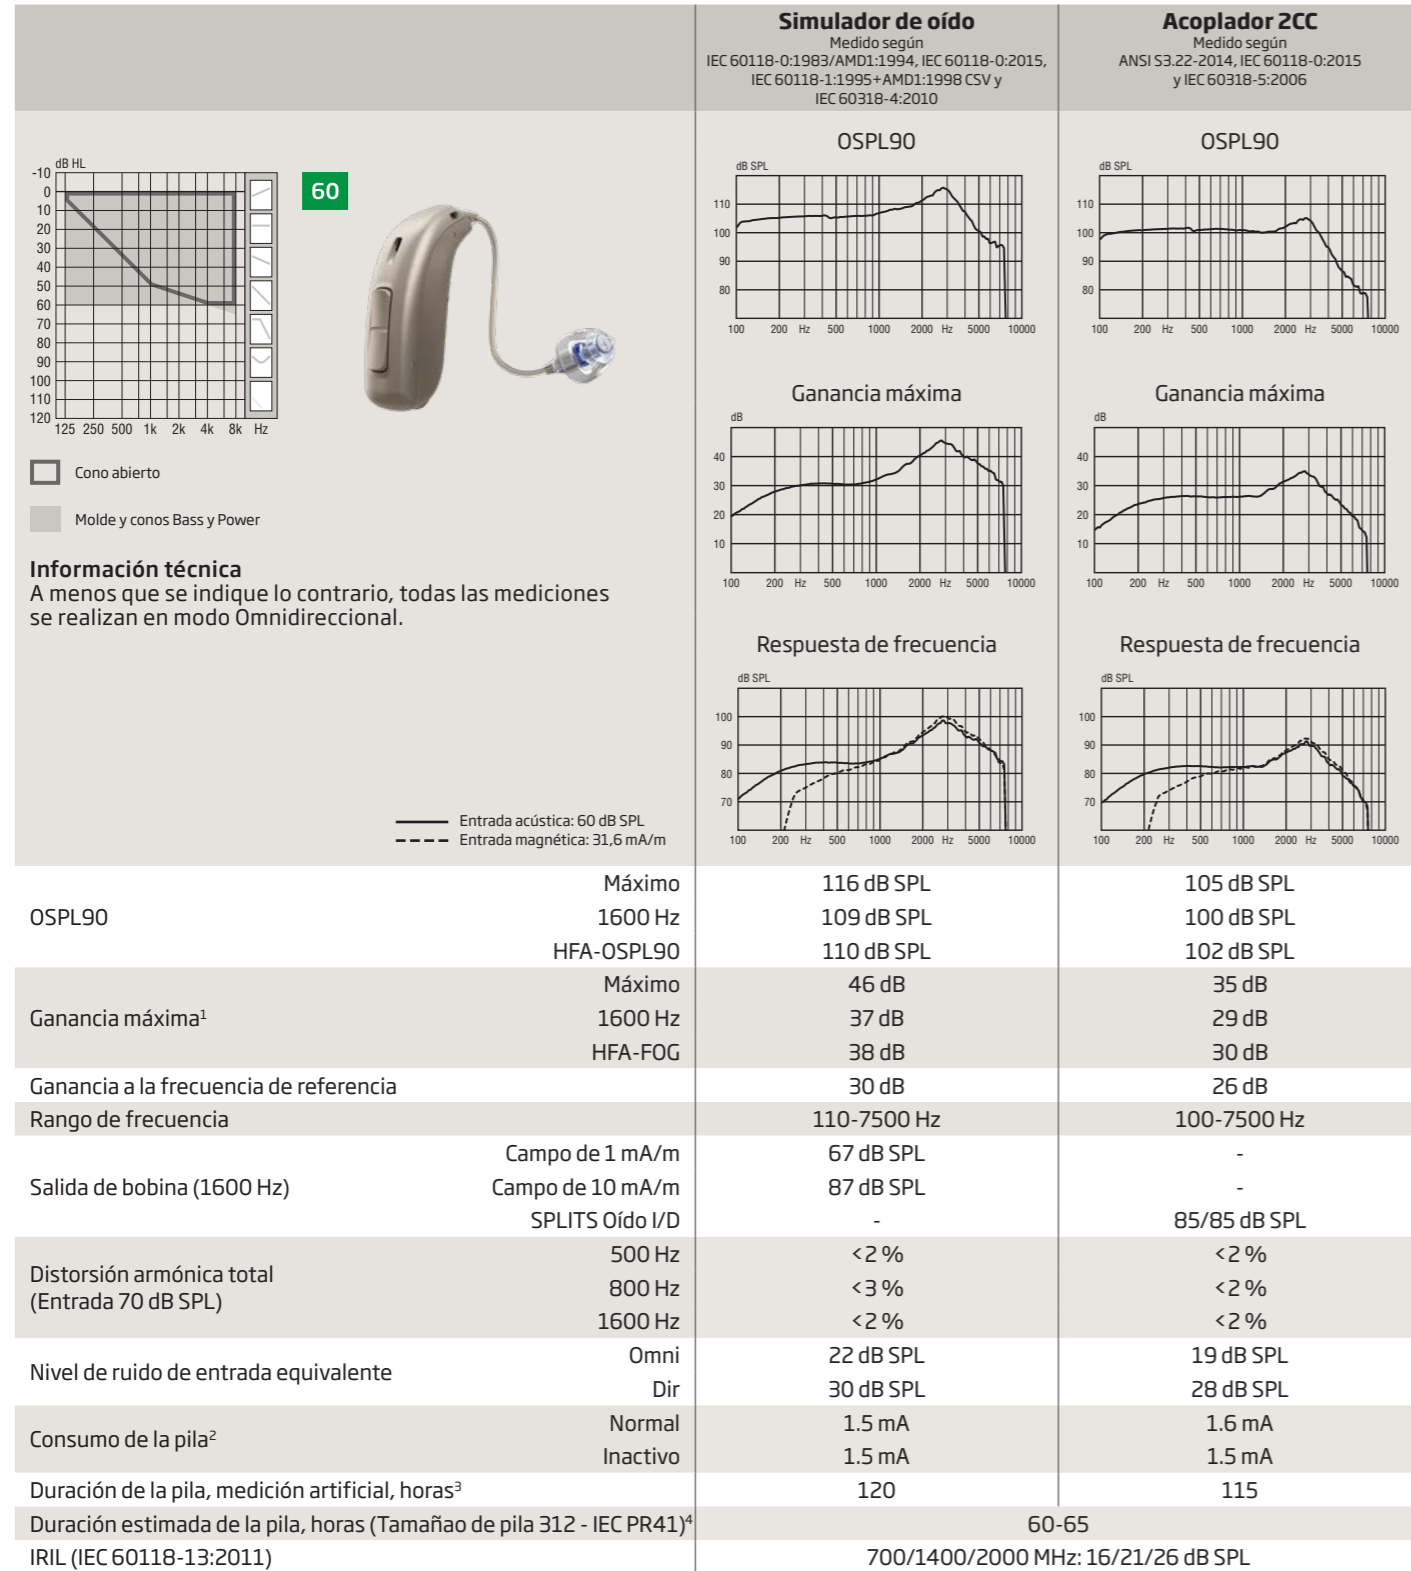 Simulador de oído
Medido según
IEC 60118-0:1983/AMD1:1994, IEC 60118-0:2015,
IEC 60118-1:1995+AMD1:1998 CSV y
IEC 60318-4:2010
Acoplador 2CC
Medido según
ANSI S3.22-2014, IEC 60118-0:2015
y IEC 60318-5:2006
dB HL
-10
0
10
20
30
40
50
60
70
80
90
100
110
120
125 250 500 1k 2k 4k 8k Hz
60
Cono abierto
Molde y conos Bass y Power
Información técnica
A menos que se indique lo contrario, todas las mediciones
se realizan en modo Omnidireccional.
Entrada acústica: 60 dB SPL
Entrada magnética: 31,6 mA/m
OSPL90
dB SPL
110
100
90
80
100 200 Hz 500 1000 2000 Hz 5000 10000
OSPL90
dB SPL
110
100
90
80
100 200 Hz 500 1000 2000 Hz 5000 10000
Ganancia máxima
dB
40
30
20
10
100 200 Hz 500 1000 2000 Hz 5000 10000
Ganancia máxima
dB
40
30
20
10
100 200 Hz 500 1000 2000 Hz 5000 10000
Respuesta de frecuencia
dB SPL
100
90
80
70
100 200 Hz 500 1000 2000 Hz 5000 10000
Respuesta de frecuencia
dB SPL
100
90
80
70
100 200 Hz 500 1000 2000 Hz 5000 10000
OSPL90
Máximo 116 dB SPL 105 dB SPL
1600 Hz 109 dB SPL 100 dB SPL
HFA-OSPL90 110 dB SPL 102 dB SPL
Ganancia máxima¹
Máximo 46 dB 35 dB
1600 Hz 37 dB 29 dB
HFA-FOG 38 dB 30 dB
Ganancia a la frecuencia de referencia 30 dB 26 dB
Rango de frecuencia 110-7500 Hz 100-7500 Hz
Salida de bobina (1600 Hz)
Campo de 1 mA/m 67 dB SPL -
Campo de 10 mA/m 87 dB SPL -
SPLITS Oído I/D - 85/85 dB SPL
Distorsión armónica total
(Entrada 70 dB SPL)
500 Hz <2 % <2 %
800 Hz <3 % <2 %
1600 Hz <2 % <2 %
Nivel de ruido de entrada equivalente
Omni 22 dB SPL 19 dB SPL
Dir 30 dB SPL 28 dB SPL
Consumo de la pila²
Normal 1.5 mA 1.6 mA
Inactivo 1.5 mA 1.5 mA
Duración de la pila, medición artificial, horas³ 120 115
Duración estimada de la pila, horas (Tamañao de pila 312 - IEC PR41)⁴ 60-65
IRIL (IEC 60118-13:2011) 700/1400/2000 MHz: 16/21/26 dB SPL